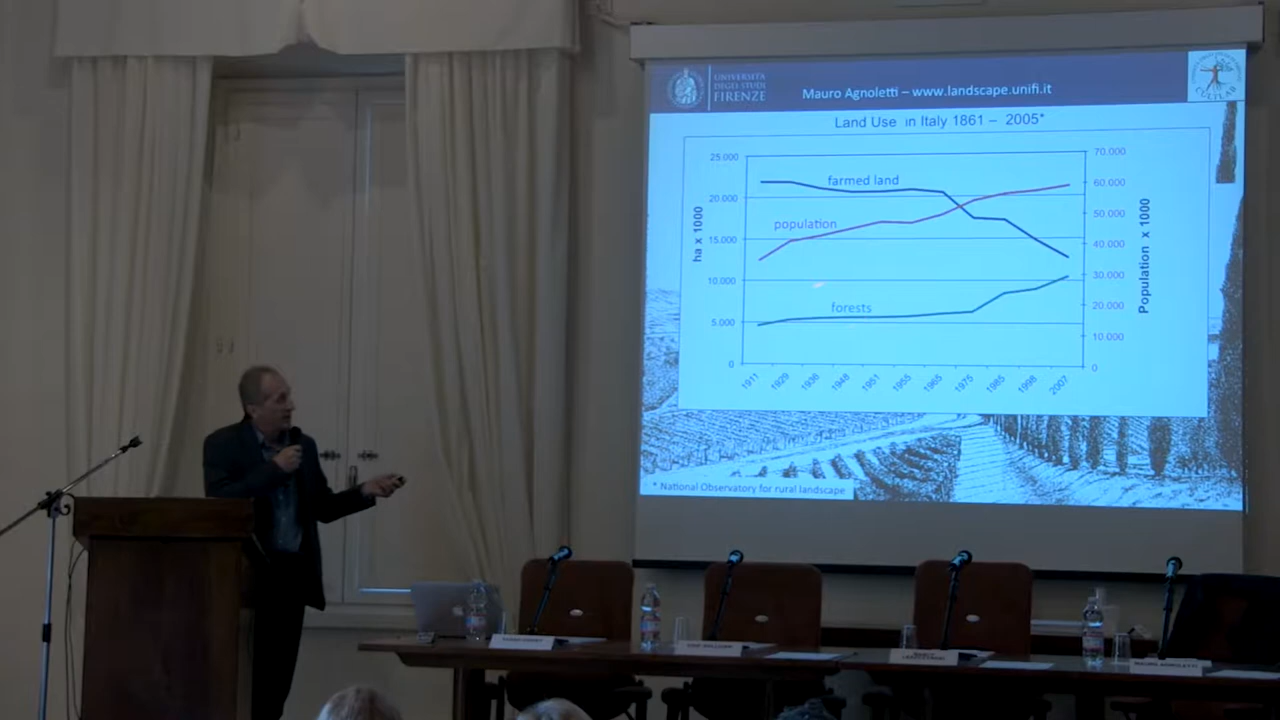 UNIVERSITÀ
DEGLI STUDI
FIRENZE
Mauro Agnoletti – www.landscape.unifi.it
CULTLAB
Land Use in Italy 1861 – 2005*
25.000
20.000
15.000
10.000
5.000
0
ha x 1000
farmed land
population
forests
70.000
60.000
50.000
40.000
30.000
20.000
10.000
0
Population x 1000
1911
1929
1936
1948
1951
1955
1965
1975
1985
1998
2007
* National Observatory for rural landscape
MAURO AGNOLETTI